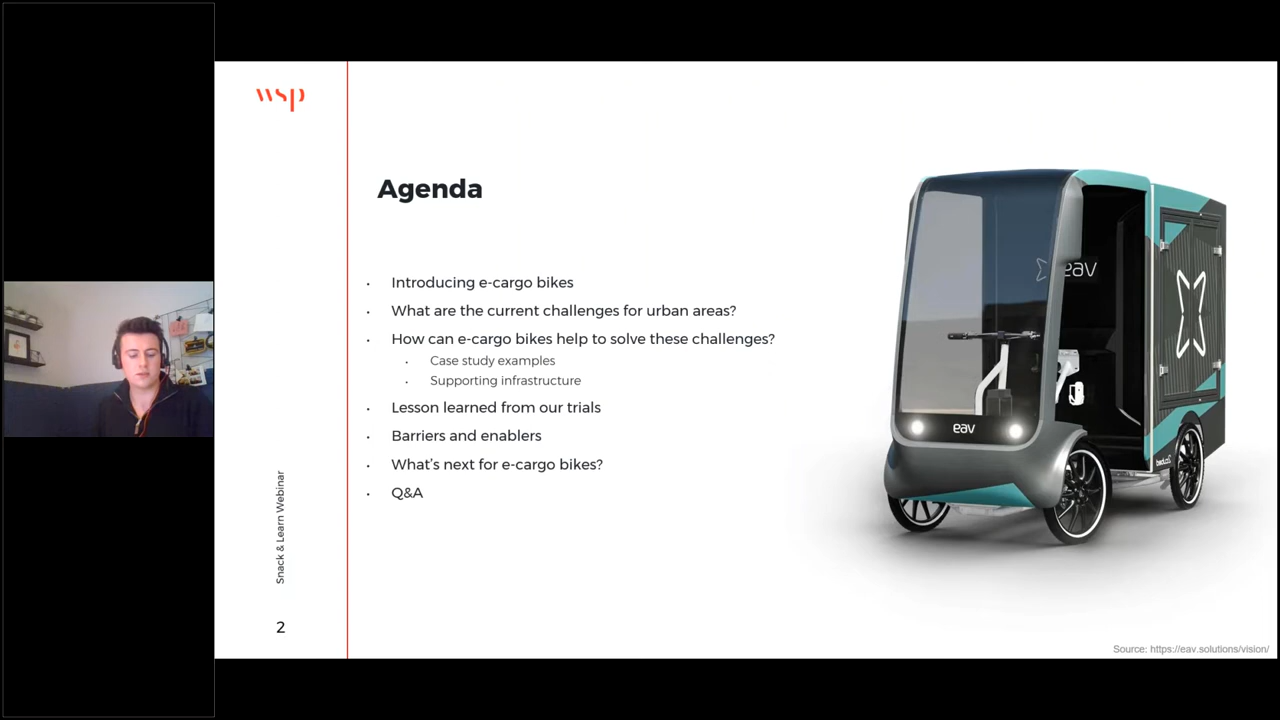 wsp
Agenda
Introducing e-cargo bikes
What are the current challenges for urban areas?
How can e-cargo bikes help to solve these challenges?
Case study examples
Supporting infrastructure
Lesson learned from our trials
Barriers and enablers
What's next for e-cargo bikes?
Q&A
Snack & Learn Webinar
2
eav
eav
Source: https://eav.solutions/vision/